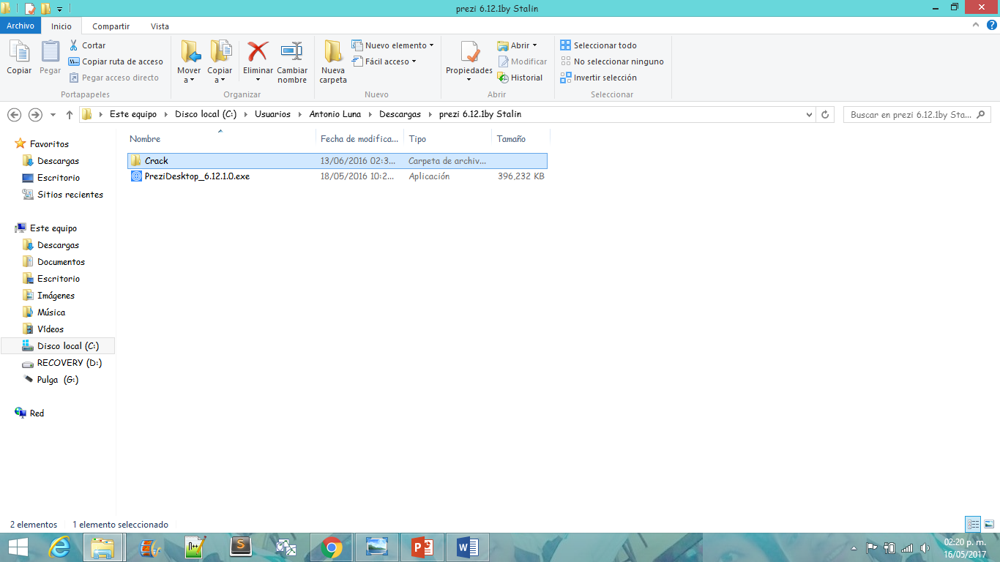 prezi 6.12.1by Stalin
Archivo Inicio Compartir Vista
Copiar
Pegar
Cortar
Copiar ruta de acceso
Pegar acceso directo
Portapapeles
Mover a
Copiar a
Eliminar
Cambiar nombre
Organizar
Nueva carpeta
Nuevo elemento
Fácil acceso
Nuevo
Propiedades
Abrir
Modificar
Historial
Abrir
Seleccionar todo
No seleccionar ninguno
Invertir selección
Seleccionar
Este equipo Disco local (C:) Usuarios Antonio Luna Descargas prezi 6.12.1by Stalin
Buscar en prezi 6.12.1by Sta...
Favoritos
Descargas
Escritorio
Sitios recientes
Este equipo
Descargas
Documentos
Escritorio
Imágenes
Música
Vídeos
Disco local (C:)
RECOVERY (D:)
Pulga (G:)
Red
Nombre Fecha de modifica... Tipo Tamaño
Crack 13/06/2016 02:3... Carpeta de archiv...
PreziDesktop_6.12.1.0.exe 18/05/2016 10:2... Aplicación 396,232 KB
2 elementos 1 elemento seleccionado
02:20 p. m.
16/05/2017